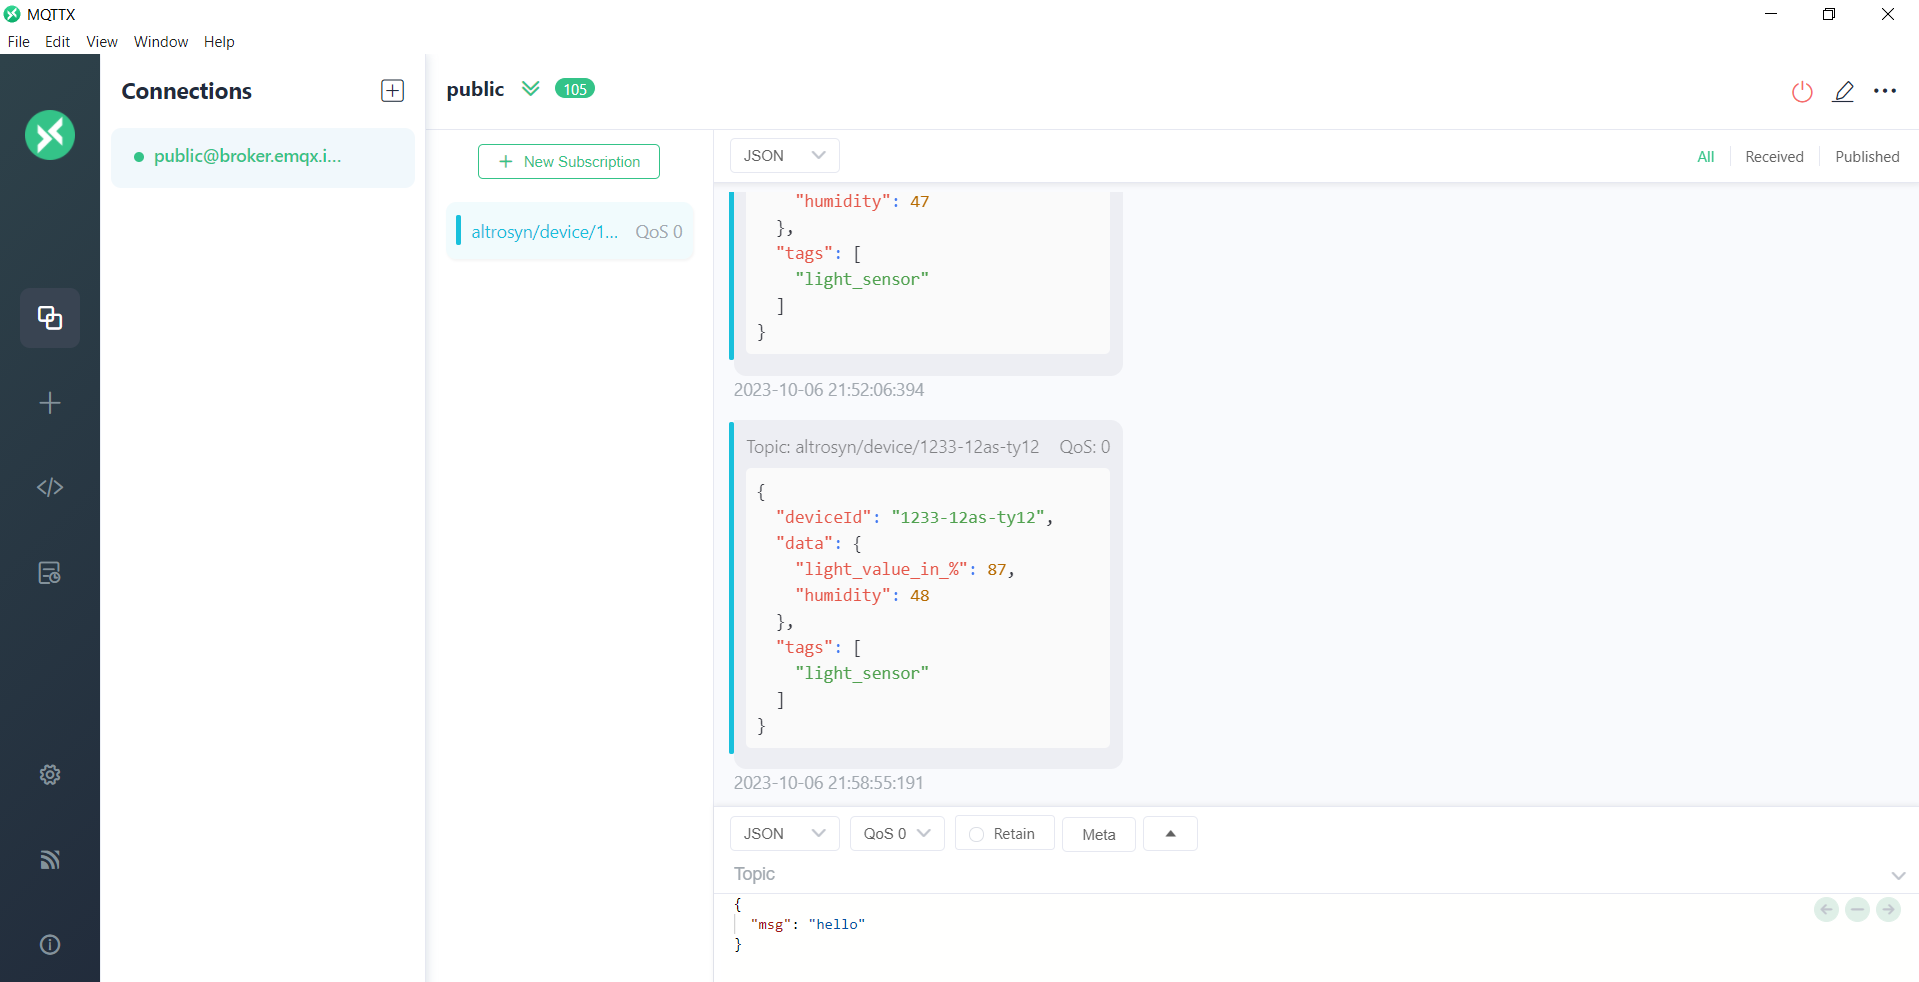 MQTTX
File Edit View Window Help
Connections
public@broker.emqx.i...
public 105
New Subscription
altrosyn/device/1... QoS 0
JSON
All Received Published
"humidity": 47
},
"tags": [
"light_sensor"
]
}
2023-10-06 21:52:06:394
Topic: altrosyn/device/1233-12as-ty12 QoS: 0
{
"deviceId": "1233-12as-ty12",
"data": {
"light_value_in_%": 87,
"humidity": 48
},
"tags": [
"light_sensor"
]
}
2023-10-06 21:58:55:191
JSON QoS 0 Retain Meta
Topic
{
"msg": "hello"
}